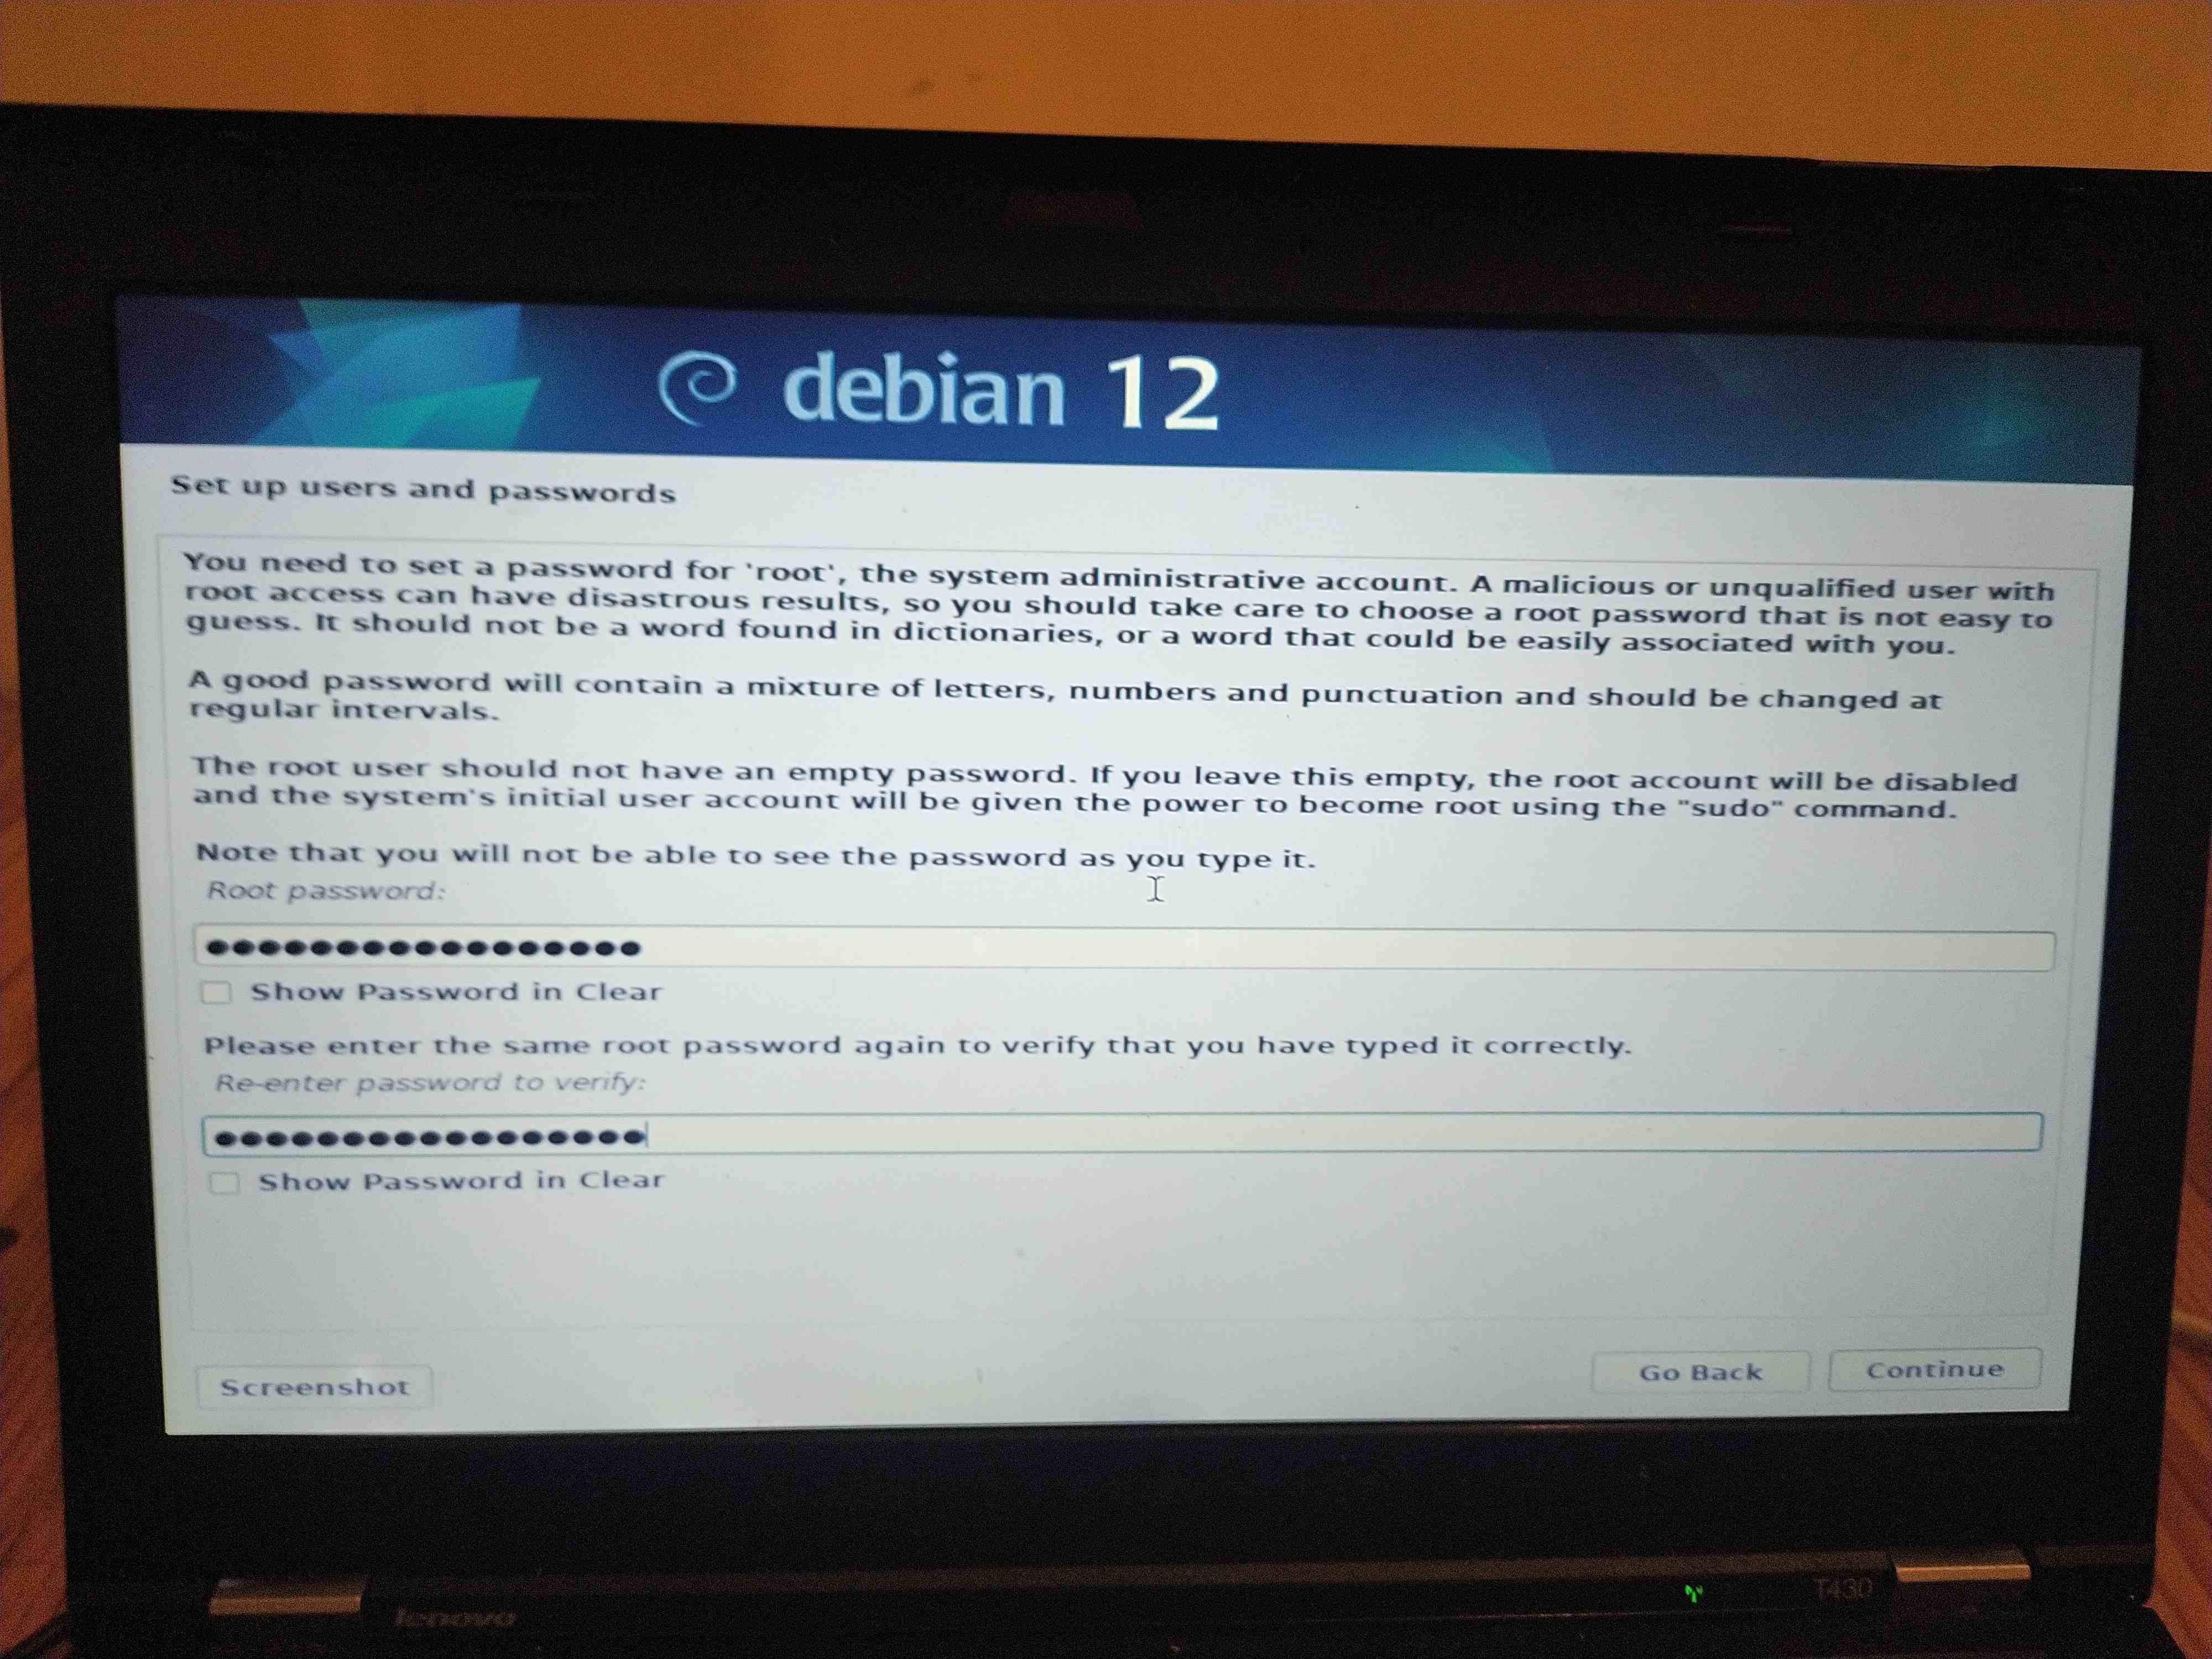 debian 12
Set up users and passwords
You need to set a password for 'root', the system administrative account. A malicious or unqualified user with
root access can have disastrous results, so you should take care to choose a root password that is not easy to
guess. It should not be a word found in dictionaries, or a word that could be easily associated with you.
A good password will contain a mixture of letters, numbers and punctuation and should be changed at
regular intervals.
The root user should not have an empty password. If you leave this empty, the root account will be disabled
and the system's initial user account will be given the power to become root using the "sudo" command.
Note that you will not be able to see the password as you type it.
Root password:
●●●●●●●●●●●●●●●●●
Show Password in Clear
Please enter the same root password again to verify that you have typed it correctly.
Re-enter password to verify:
●●●●●●●●●●●●●●●●●
Show Password in Clear
Screenshot
Go Back
Continue
lenovo
T430